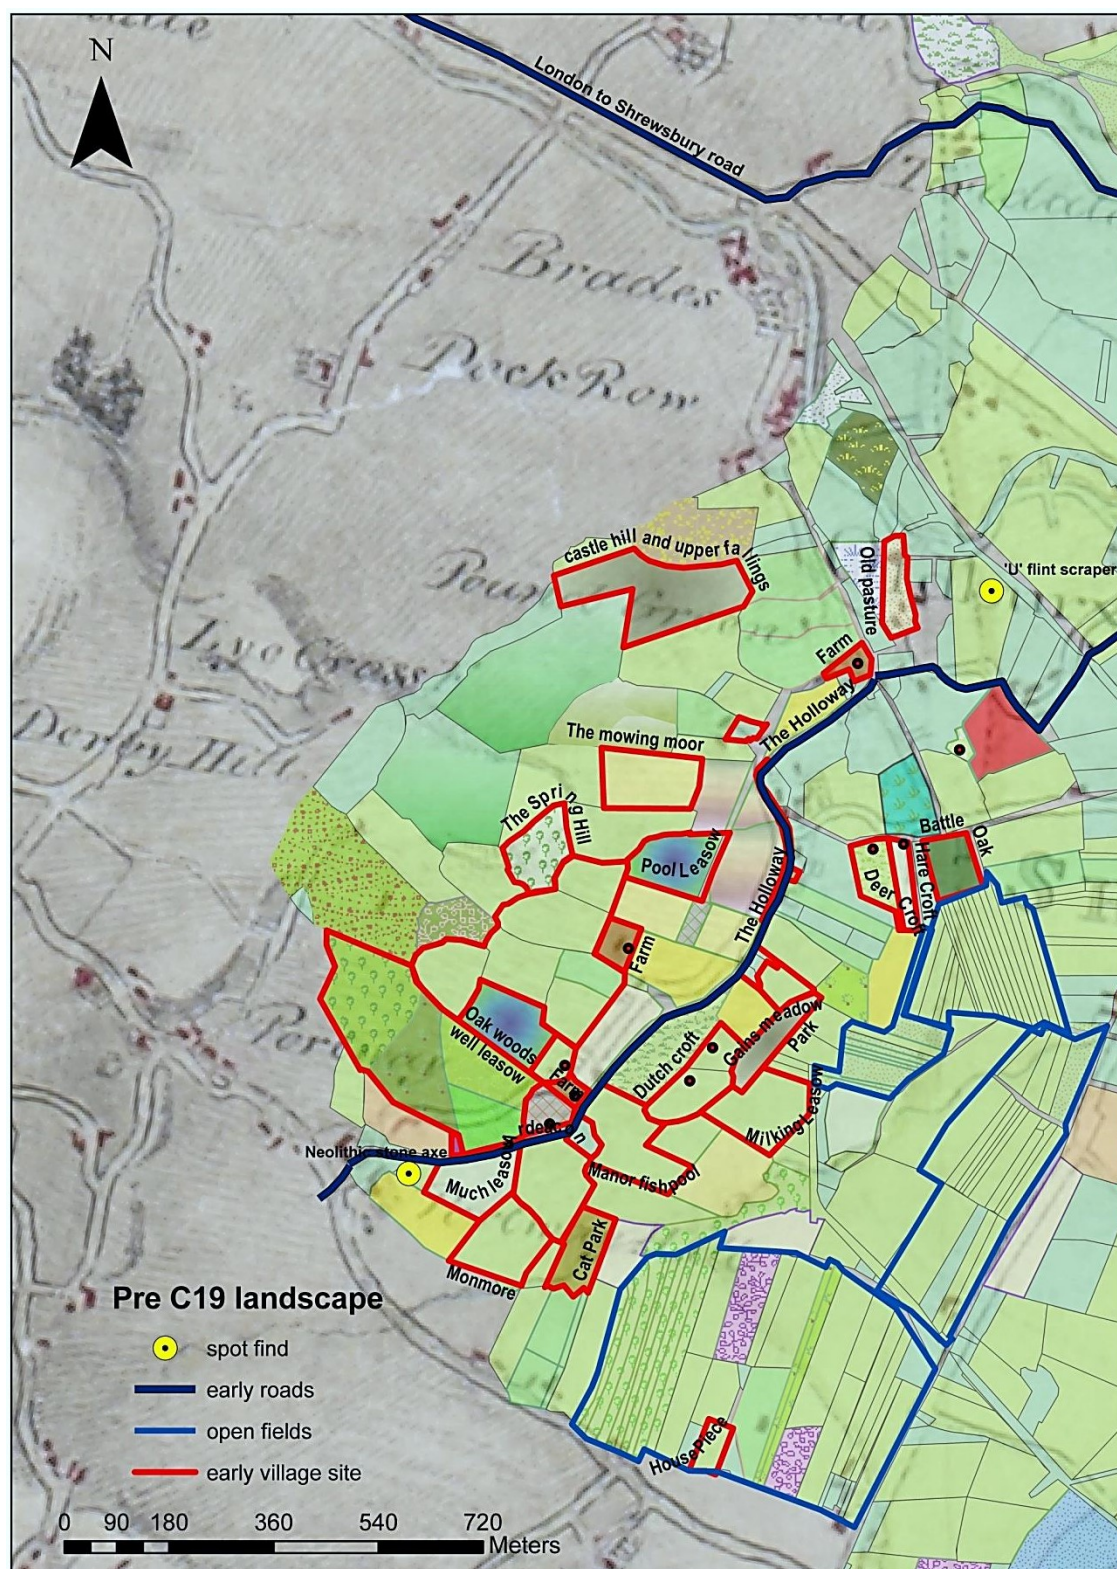 N
London to Shrewsbury road
Brades
Pock Row
castle hill and upper fallings
Old pasture
'U' flint scraper
Lye Cross
Farm
The Holloway
The mowing moor
Derby Hill
The Spring Hill
Pool Leasow
The Holloway
Battle Oak
Hare Croft
Deer Croft
Farm
Oak woods
well leasow
Gains meadow
Park
Dutch croft
Farm
Milking Leasow
Neolithic stone axe
Much leasow
Manor fishpool
Cat Park
Monmore
House Piece
Pre C19 landscape
spot find
early roads
open fields
early village site
0 90 180 360 540 720
Meters